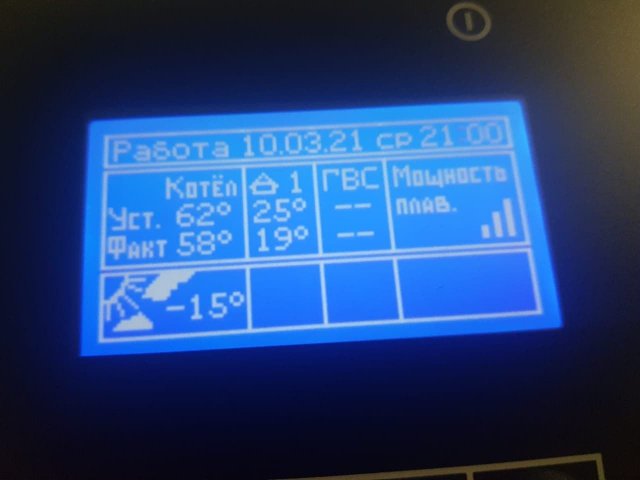 Работа 10.03.21 ср 21:00
Котёл 1 ГВС Мощность
Уст. 62° 25° -- плав.
Факт 58° 19° --
-15°